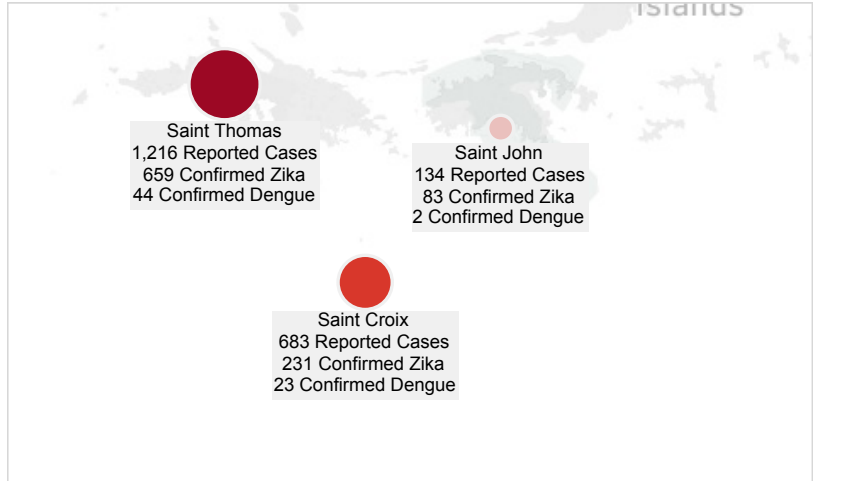 Islands
Saint Thomas
1,216 Reported Cases
659 Confirmed Zika
44 Confirmed Dengue
Saint John
134 Reported Cases
83 Confirmed Zika
2 Confirmed Dengue
Saint Croix
683 Reported Cases
231 Confirmed Zika
23 Confirmed Dengue